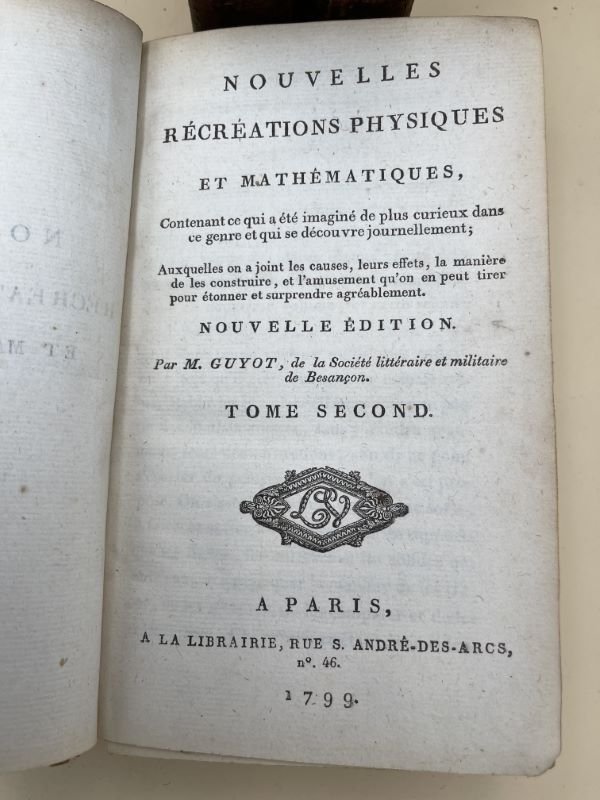 NOUVELLES
RÉCRÉATIONS PHYSIQUES
ET MATHÉMATIQUES,
Contenant ce qui a été imaginé de plus curieux dans
ce genre et qui se découvre journellement;
Auxquelles on a joint les causes, leurs effets, la manière
de les construire, et l'amusement qu'on en peut tirer
pour étonner et surprendre agréablement.
NOUVELLE ÉDITION.
Par M. GUYOT, de la Société littéraire et militaire
de Besançon.
TOME SECOND.
A PARIS,
A LA LIBRAIRIE, RUE S. ANDRÉ-DES-ARCS,
n°. 46.
1799.